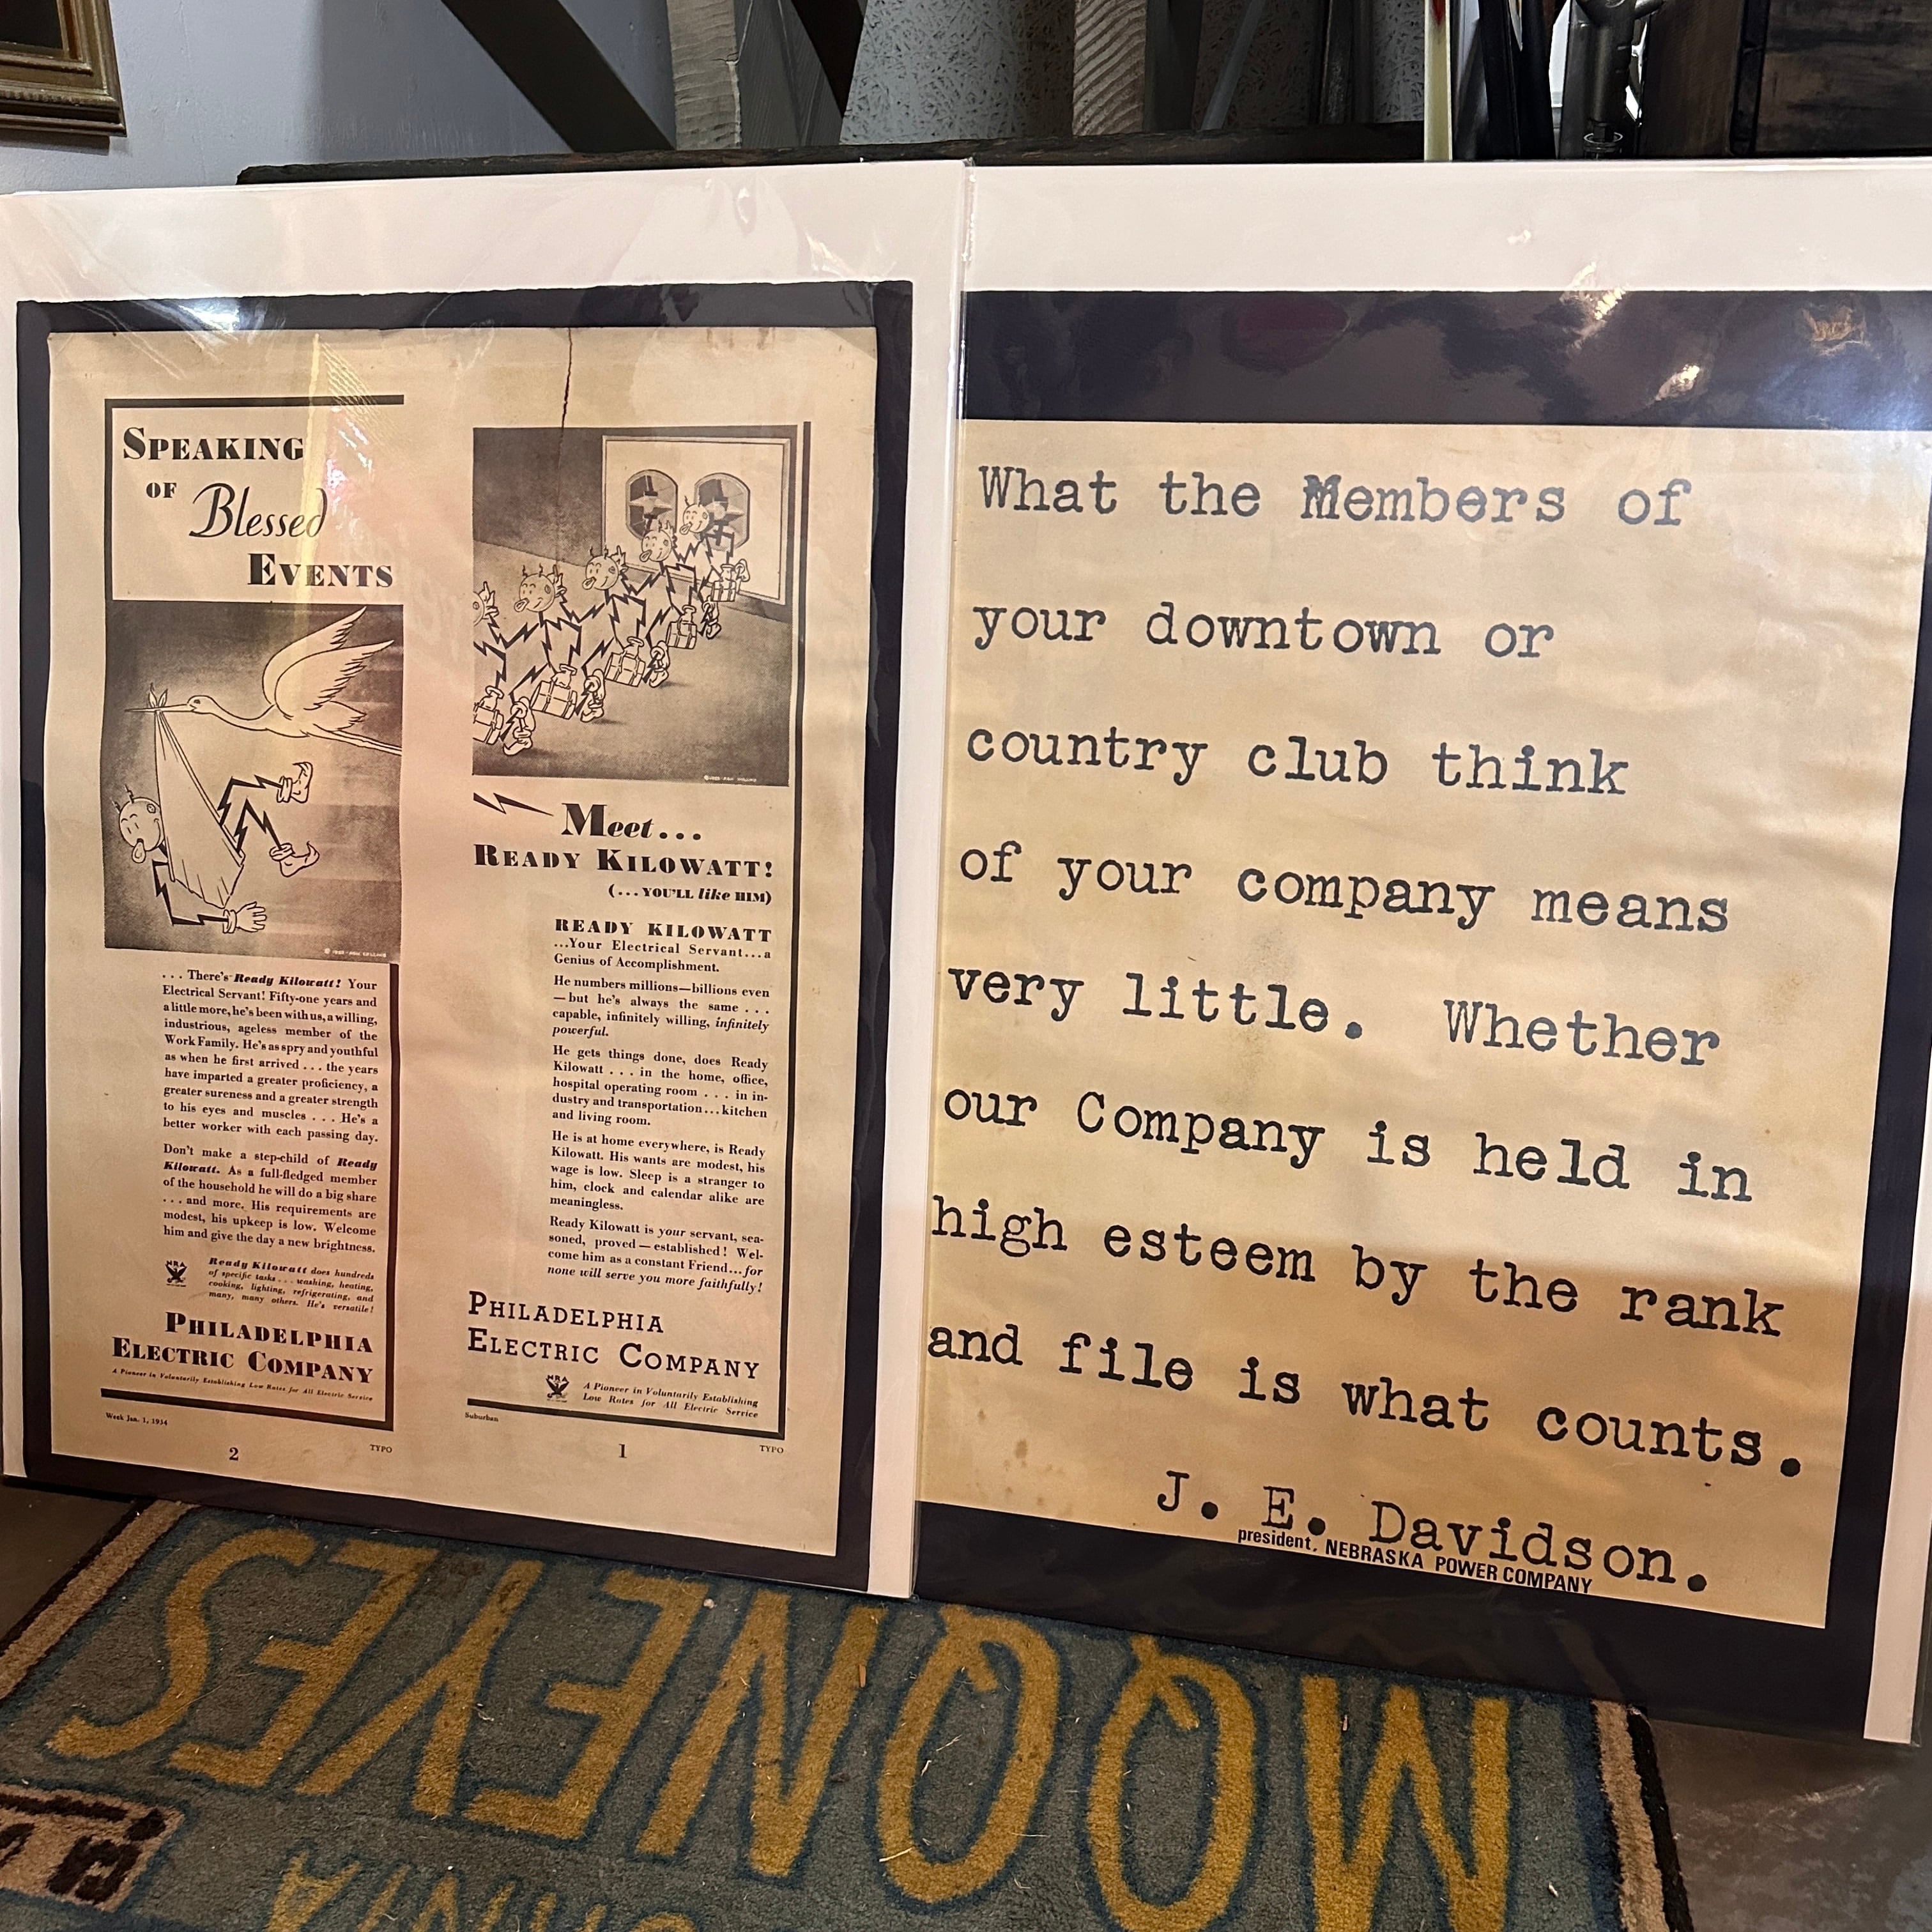 SPEAKING
OF Blessed
EVENTS
... There's Ready Kilowatt! Your
Electrical Servant! Fifty-one years and
a little more, he's been with us, a willing,
industrious, ageless member of the
Work Family. He's as spry and youthful
as when he first arrived . . . the years
have imparted a greater proficiency, a
greater sureness and a greater strength
to his eyes and muscles . . . He's a
better worker with each passing day.
Don't make a step-child of Ready
Kilowatt. As a full-fledged member
of the household he will do a big share
. . . and more. His requirements are
modest, his upkeep is low. Welcome
him and give the day a new brightness.
NRA
Ready Kilowatt does hundreds
of specific tasks . . . washing, heating,
cooking, lighting, refrigerating, and
many, many others. He's versatile!
PHILADELPHIA
ELECTRIC COMPANY
A Pioneer in Voluntarily Establishing Low Rates for All Electric Service
Week Jan. 1, 1934
2
TYPO
Meet...
READY KILOWATT!
(...YOU'LL like HIM)
READY KILOWATT
...Your Electrical Servant...a
Genius of Accomplishment.
He numbers millions—billions even
—but he's always the same . . .
capable, infinitely willing, infinitely
powerful.
He gets things done, does Ready
Kilowatt . . . in the home, office,
hospital operating room . . . in in-
dustry and transportation...kitchen
and living room.
He is at home everywhere, is Ready
Kilowatt. His wants are modest, his
wage is low. Sleep is a stranger to
him, clock and calendar alike are
meaningless.
Ready Kilowatt is your servant, sea-
soned, proved—established! Wel-
come him as a constant Friend...for
none will serve you more faithfully!
PHILADELPHIA
ELECTRIC COMPANY
NRA
A Pioneer in Voluntarily Establishing
Low Rates for All Electric Service
Suburban
1
TYPO
What the Members of
your downtown or
country club think
of your company means
very little. Whether
our Company is held in
high esteem by the rank
and file is what counts.
J. E. Davidson.
president, NEBRASKA POWER COMPANY
MQQNEYES